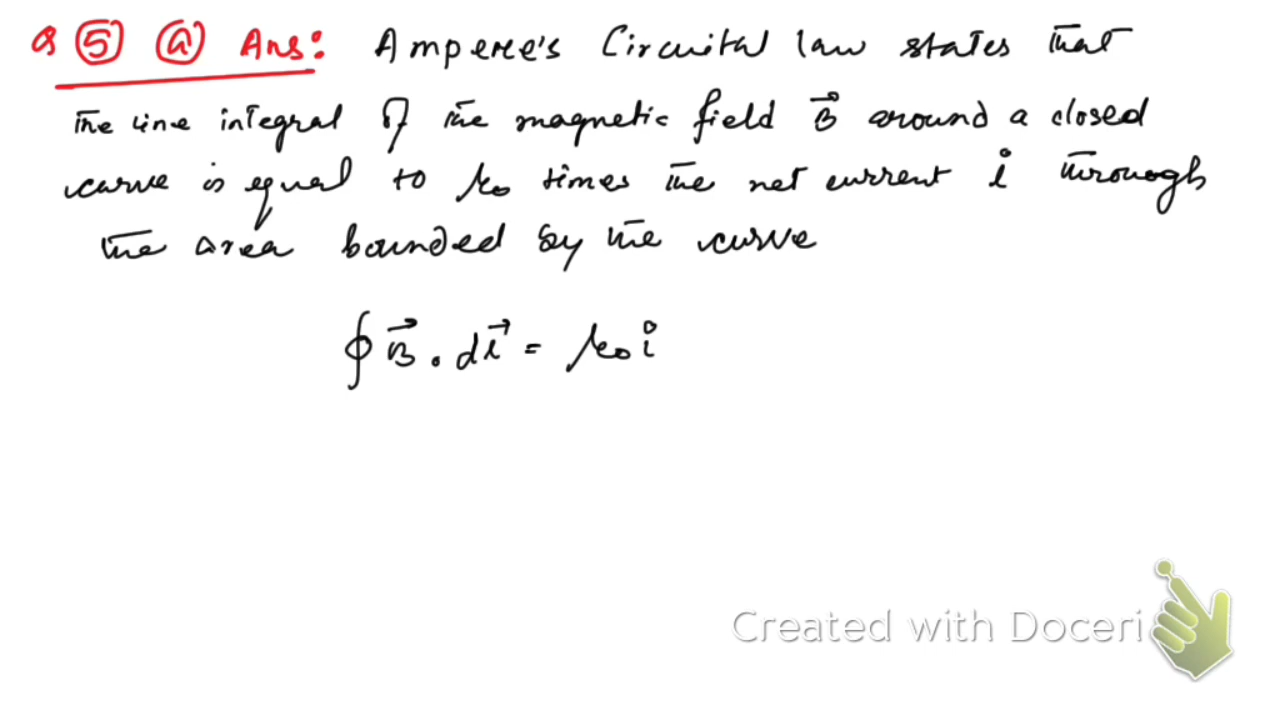 Q 5 a Ans: Ampere's Circuital law states that
the line integral of the magnetic field B⃗ around a closed
curve is equal to μ₀ times the net current i through
the area bounded by the curve
∮ B⃗ . dl⃗ = μ₀ i
Created with Doceri